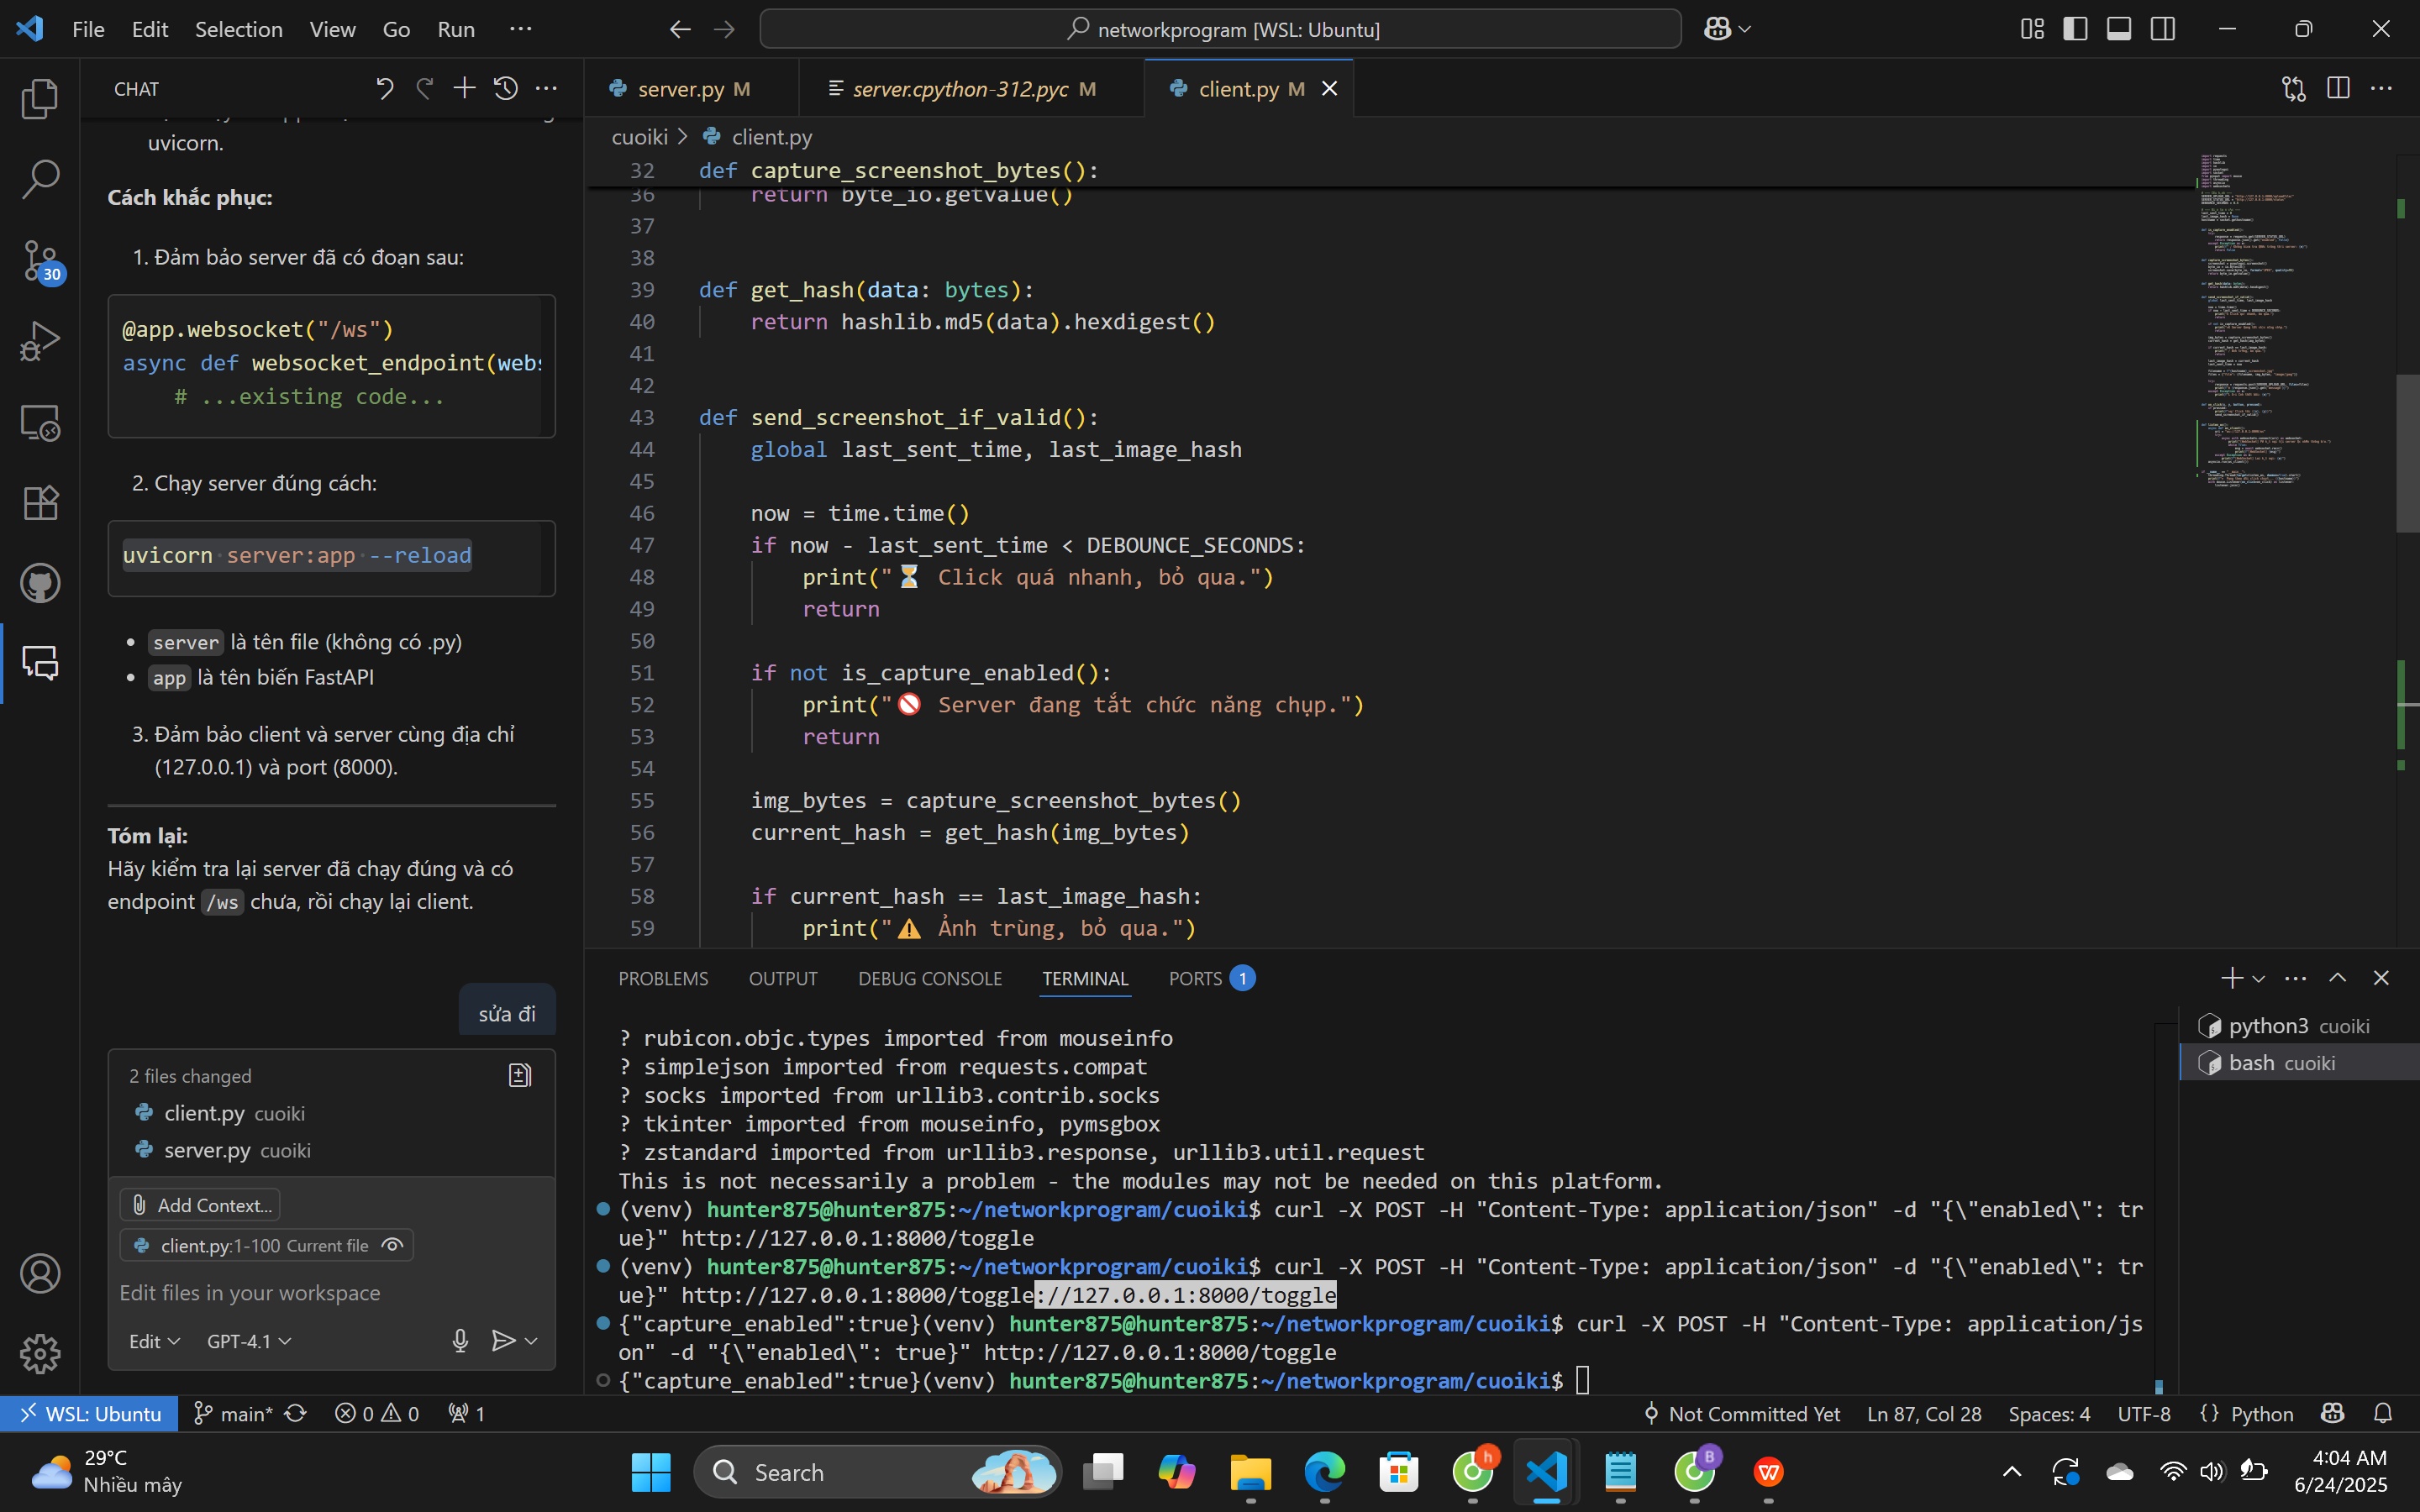 File Edit Selection View Go Run ···
networkprogram [WSL: Ubuntu]
CHAT
uvicorn.
Cách khắc phục:
1. Đảm bảo server đã có đoạn sau:
@app.websocket("/ws")
async def websocket_endpoint(webs
# ...existing code...
2. Chạy server đúng cách:
uvicorn server:app --reload
• server là tên file (không có .py)
• app là tên biến FastAPI
3. Đảm bảo client và server cùng địa chỉ
(127.0.0.1) và port (8000).
Tóm lại:
Hãy kiểm tra lại server đã chạy đúng và có
endpoint /ws chưa, rồi chạy lại client.
sửa đi
2 files changed
client.py cuoiki
server.py cuoiki
Add Context...
client.py:1-100 Current file
Edit files in your workspace
Edit GPT-4.1
30
server.py M
server.cpython-312.pyc M
client.py M
cuoiki > client.py
32 def capture_screenshot_bytes():
36 return byte_io.getvalue()
37
38
39 def get_hash(data: bytes):
40 return hashlib.md5(data).hexdigest()
41
42
43 def send_screenshot_if_valid():
44 global last_sent_time, last_image_hash
45
46 now = time.time()
47 if now - last_sent_time < DEBOUNCE_SECONDS:
48 print("⏳ Click quá nhanh, bỏ qua.")
49 return
50
51 if not is_capture_enabled():
52 print("🚫 Server đang tắt chức năng chụp.")
53 return
54
55 img_bytes = capture_screenshot_bytes()
56 current_hash = get_hash(img_bytes)
57
58 if current_hash == last_image_hash:
59 print("⚠️ Ảnh trùng, bỏ qua.")
PROBLEMS OUTPUT DEBUG CONSOLE TERMINAL PORTS 1
? rubicon.objc.types imported from mouseinfo
? simplejson imported from requests.compat
? socks imported from urllib3.contrib.socks
? tkinter imported from mouseinfo, pymsgbox
? zstandard imported from urllib3.response, urllib3.util.request
This is not necessarily a problem - the modules may not be needed on this platform.
(venv) hunter875@hunter875:~/networkprogram/cuoiki$ curl -X POST -H "Content-Type: application/json" -d "{\"enabled\": tr
ue}" http://127.0.0.1:8000/toggle
(venv) hunter875@hunter875:~/networkprogram/cuoiki$ curl -X POST -H "Content-Type: application/json" -d "{\"enabled\": tr
ue}" http://127.0.0.1:8000/toggle://127.0.0.1:8000/toggle
{"capture_enabled":true}(venv) hunter875@hunter875:~/networkprogram/cuoiki$ curl -X POST -H "Content-Type: application/js
on" -d "{\"enabled\": true}" http://127.0.0.1:8000/toggle
{"capture_enabled":true}(venv) hunter875@hunter875:~/networkprogram/cuoiki$
python3 cuoiki
bash cuoiki
WSL: Ubuntu main* 0 0 1
Not Committed Yet Ln 87, Col 28 Spaces: 4 UTF-8 {} Python
29°C
Nhiều mây
Search
4:04 AM
6/24/2025